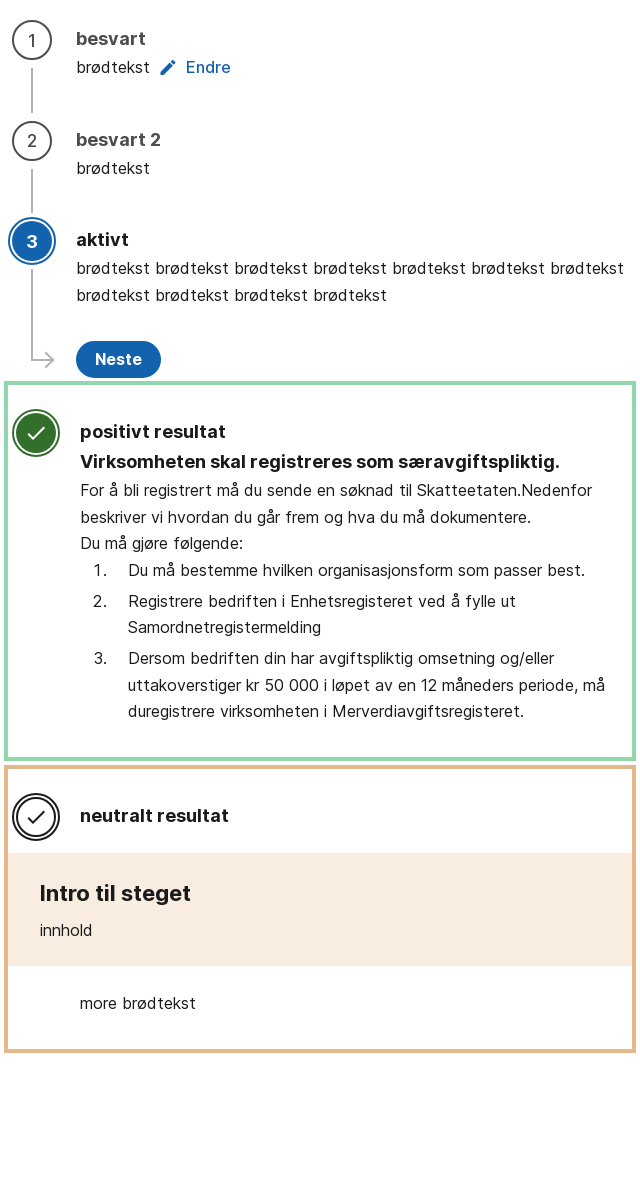 1
besvart
brødtekst Endre
2
besvart 2
brødtekst
3
aktivt
brødtekst brødtekst brødtekst brødtekst brødtekst brødtekst brødtekst
brødtekst brødtekst brødtekst brødtekst
Neste
positivt resultat
Virksomheten skal registreres som særavgiftspliktig.
For å bli registrert må du sende en søknad til Skatteetaten.Nedenfor
beskriver vi hvordan du går frem og hva du må dokumentere.
Du må gjøre følgende:
1. Du må bestemme hvilken organisasjonsform som passer best.
2. Registrere bedriften i Enhetsregisteret ved å fylle ut
Samordnetregistermelding
3. Dersom bedriften din har avgiftspliktig omsetning og/eller
uttakoverstiger kr 50 000 i løpet av en 12 måneders periode, må
duregistrere virksomheten i Merverdiavgiftsregisteret.
neutralt resultat
Intro til steget
innhold
more brødtekst